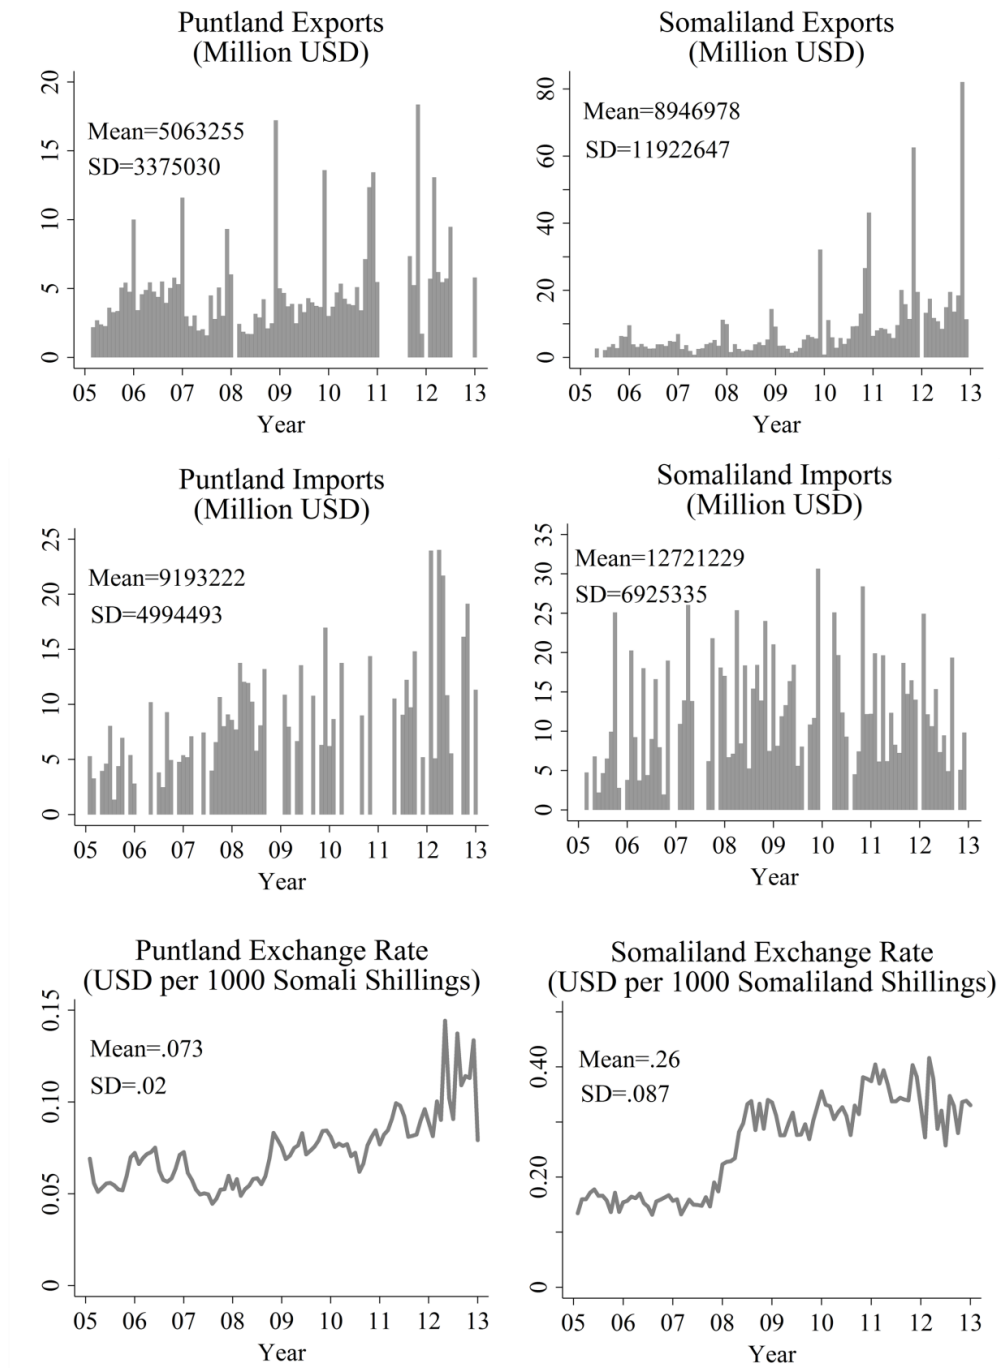 Puntland Exports
(Million USD)
20
15
10
5
0
Mean=5063255
SD=3375030
05 06 07 08 09 10 11 12 13
Year
Somaliland Exports
(Million USD)
80
60
40
20
0
Mean=8946978
SD=11922647
05 06 07 08 09 10 11 12 13
Year
Puntland Imports
(Million USD)
25
20
15
10
5
0
Mean=9193222
SD=4994493
05 06 07 08 09 10 11 12 13
Year
Somaliland Imports
(Million USD)
35
30
25
20
15
10
5
0
Mean=12721229
SD=6925335
05 06 07 08 09 10 11 12 13
Year
Puntland Exchange Rate
(USD per 1000 Somali Shillings)
0.15
0.10
0.05
0
Mean=.073
SD=.02
05 06 07 08 09 10 11 12 13
Year
Somaliland Exchange Rate
(USD per 1000 Somaliland Shillings)
0.40
0.20
0
Mean=.26
SD=.087
05 06 07 08 09 10 11 12 13
Year